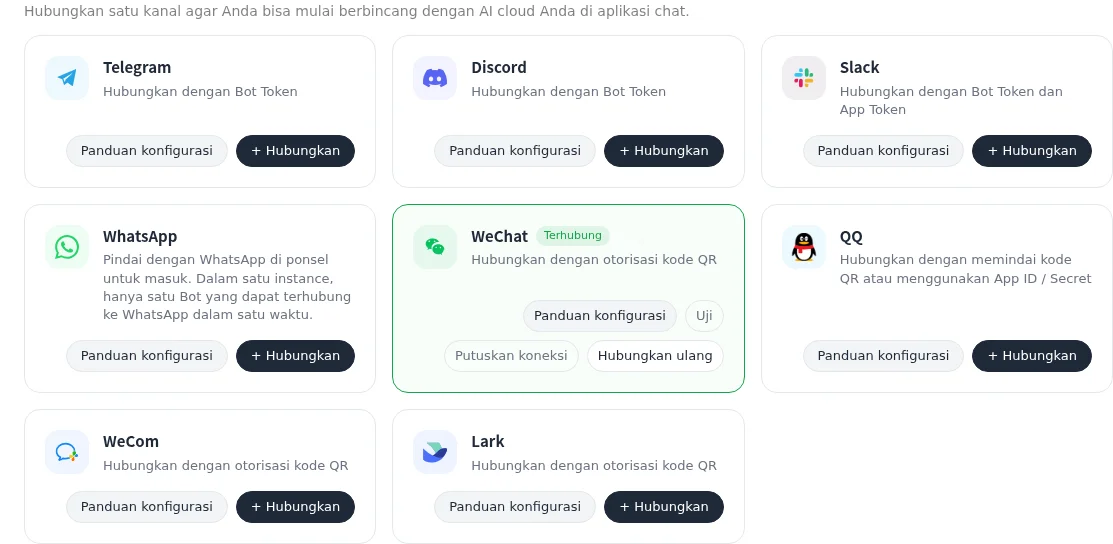 Hubungkan satu kanal agar Anda bisa mulai berbincang dengan AI cloud Anda di aplikasi chat.
Telegram
Hubungkan dengan Bot Token
Panduan konfigurasi
+ Hubungkan
Discord
Hubungkan dengan Bot Token
Panduan konfigurasi
+ Hubungkan
Slack
Hubungkan dengan Bot Token dan
App Token
Panduan konfigurasi
+ Hubungkan
WhatsApp
Pindai dengan WhatsApp di ponsel
untuk masuk. Dalam satu instance,
hanya satu Bot yang dapat terhubung
ke WhatsApp dalam satu waktu.
Panduan konfigurasi
+ Hubungkan
WeChat Terhubung
Hubungkan dengan otorisasi kode QR
Panduan konfigurasi
Uji
Putuskan koneksi
Hubungkan ulang
QQ
Hubungkan dengan memindai kode
QR atau menggunakan App ID / Secret
Panduan konfigurasi
+ Hubungkan
WeCom
Hubungkan dengan otorisasi kode QR
Panduan konfigurasi
+ Hubungkan
Lark
Hubungkan dengan otorisasi kode QR
Panduan konfigurasi
+ Hubungkan